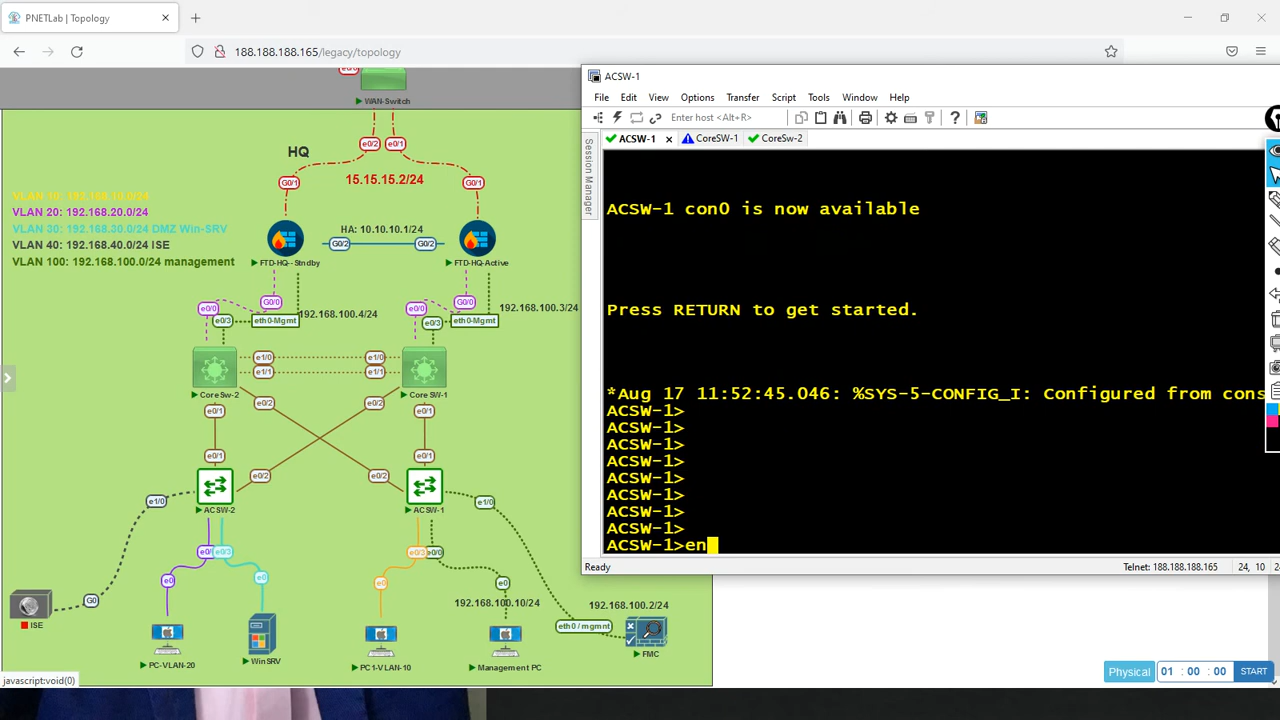 PNETLab | Topology
188.188.188.165/legacy/topology
WAN-Switch
e0/2
e0/1
HQ
G0/1
15.15.15.2/24
G0/1
VLAN 10: 192.168.10.0/24
VLAN 20: 192.168.20.0/24
VLAN 30: 192.168.30.0/24 DMZ Win-SRV
VLAN 40: 192.168.40.0/24 ISE
VLAN 100: 192.168.100.0/24 management
HA: 10.10.10.1/24
G0/2
G0/2
FTD-HQ--Stndby
FTD-HQ-Active
G0/0
G0/0
e0/0
e0/0
192.168.100.4/24
192.168.100.3/24
e0/3
eth0-Mgmt
e0/3
eth0-Mgmt
e1/0
e1/0
e1/1
e1/1
CoreSw-2
CoreSW-1
e0/2
e0/2
e0/1
e0/1
e0/1
e0/1
e0/2
e0/2
ACSW-2
ACSW-1
e1/0
e1/0
e0/3
e0/3
e0/0
G0
e0
e0
e0
e0
192.168.100.10/24
192.168.100.2/24
eth0 / mgmnt
ISE
PC-VLAN-20
WinSRV
PC1-VLAN-10
Management PC
FMC
javascript:void(0)
ACSW-1
File Edit View Options Transfer Script Tools Window Help
Enter host <Alt+R>
ACSW-1
CoreSW-1
CoreSw-2
Session Manager
ACSW-1 con0 is now available
Press RETURN to get started.
*Aug 17 11:52:45.046: %SYS-5-CONFIG_I: Configured from cons
ACSW-1>
ACSW-1>
ACSW-1>
ACSW-1>
ACSW-1>
ACSW-1>
ACSW-1>
ACSW-1>
ACSW-1>en
Ready
Telnet: 188.188.188.165
24, 10
Physical
01 : 00 : 00
START